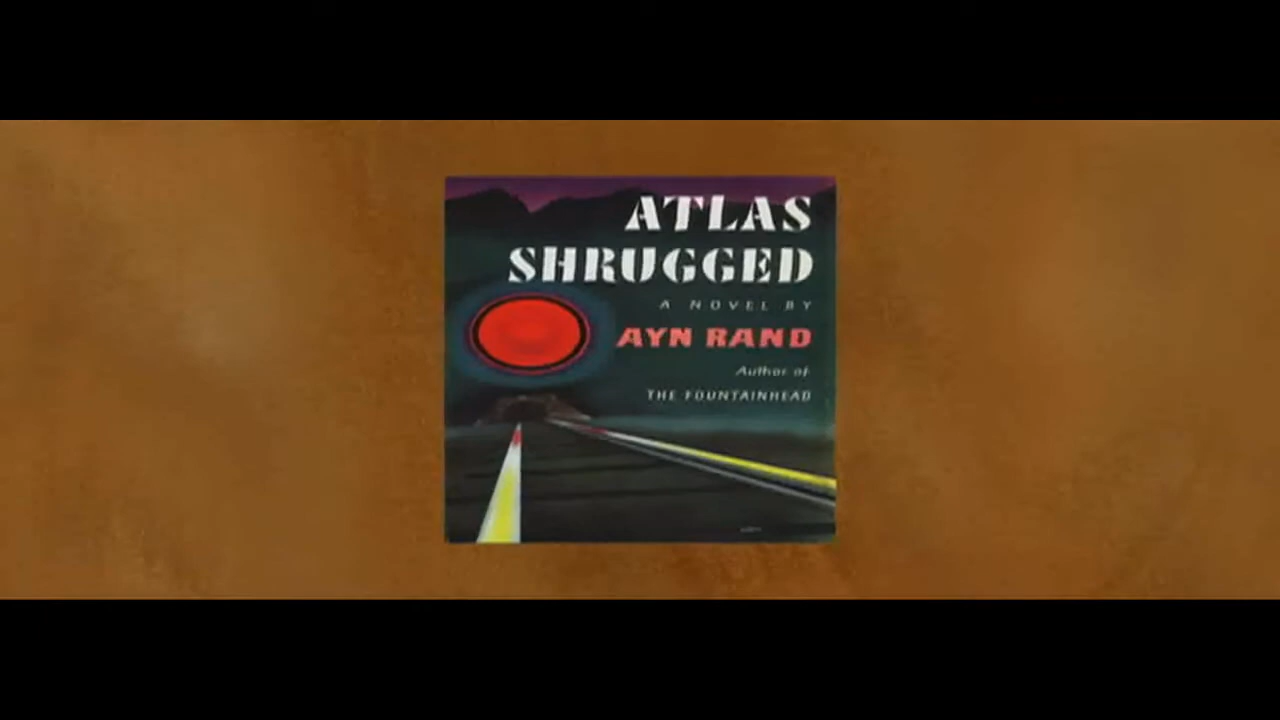 ATLAS
SHRUGGED
A NOVEL BY
AYN RAND
Author of
THE FOUNTAINHEAD